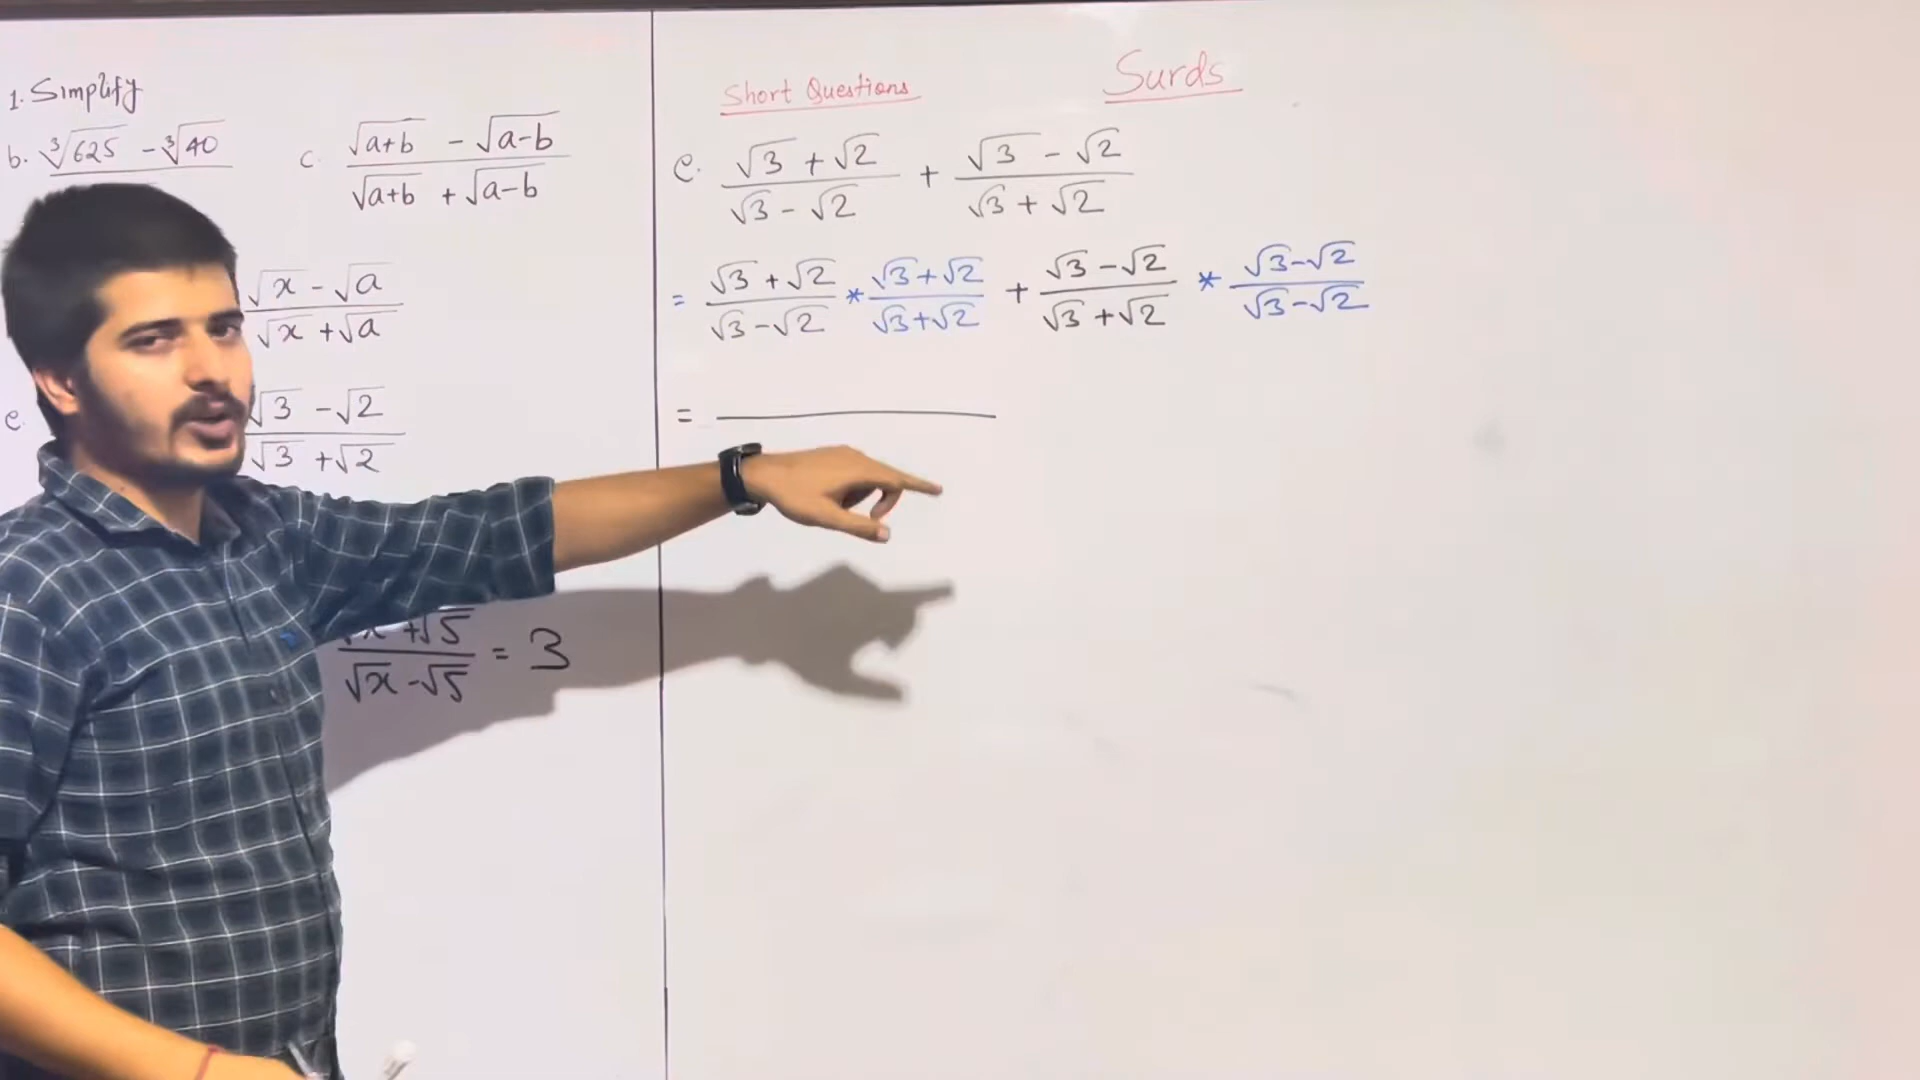 1. Simplify
b. ∛625 - ∛40
c. (√(a+b) - √(a-b)) / (√(a+b) + √(a-b))
(√x - √a) / (√x + √a)
e. (√3 - √2) / (√3 + √2)
(√x + √5) / (√x - √5) = 3
Short Questions
Surds
e. (√3 + √2) / (√3 - √2) + (√3 - √2) / (√3 + √2)
= (√3 + √2) / (√3 - √2) * (√3 + √2) / (√3 + √2) + (√3 - √2) / (√3 + √2) * (√3 - √2) / (√3 - √2)
=